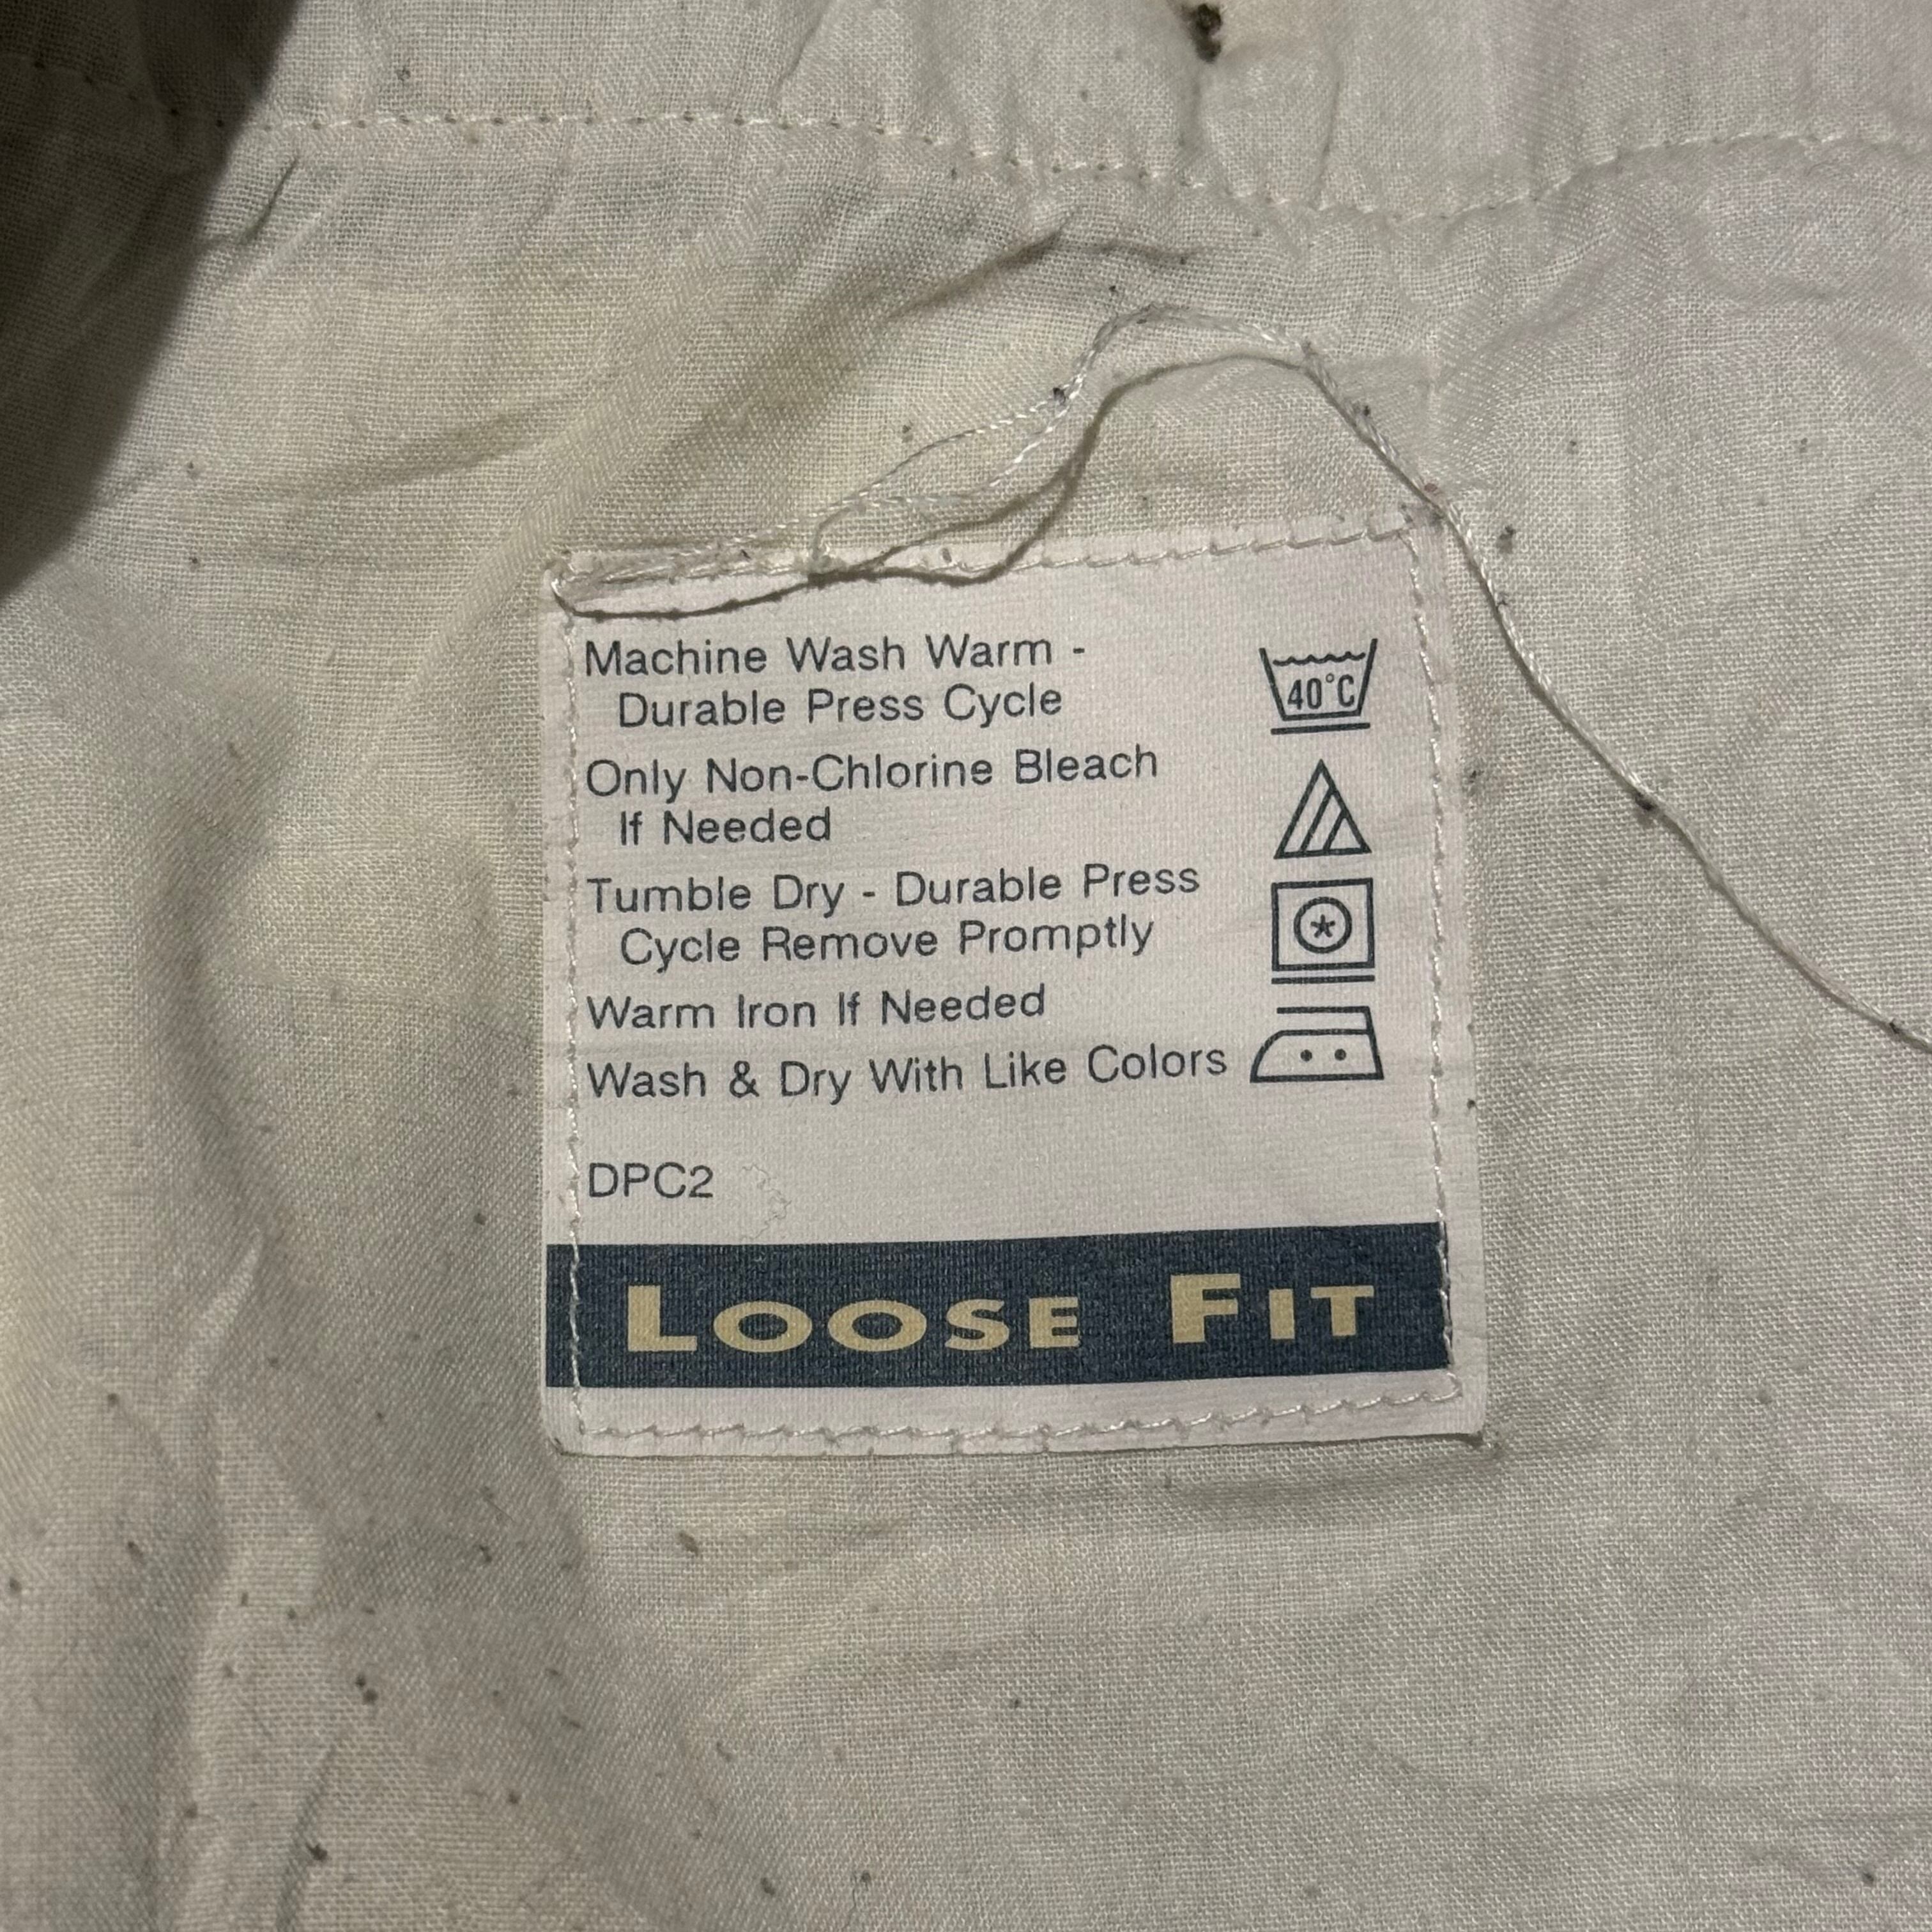 Machine Wash Warm -
Durable Press Cycle
40°C
Only Non-Chlorine Bleach
If Needed
Tumble Dry - Durable Press
Cycle Remove Promptly
Warm Iron If Needed
Wash & Dry With Like Colors
DPC2
LOOSE FIT